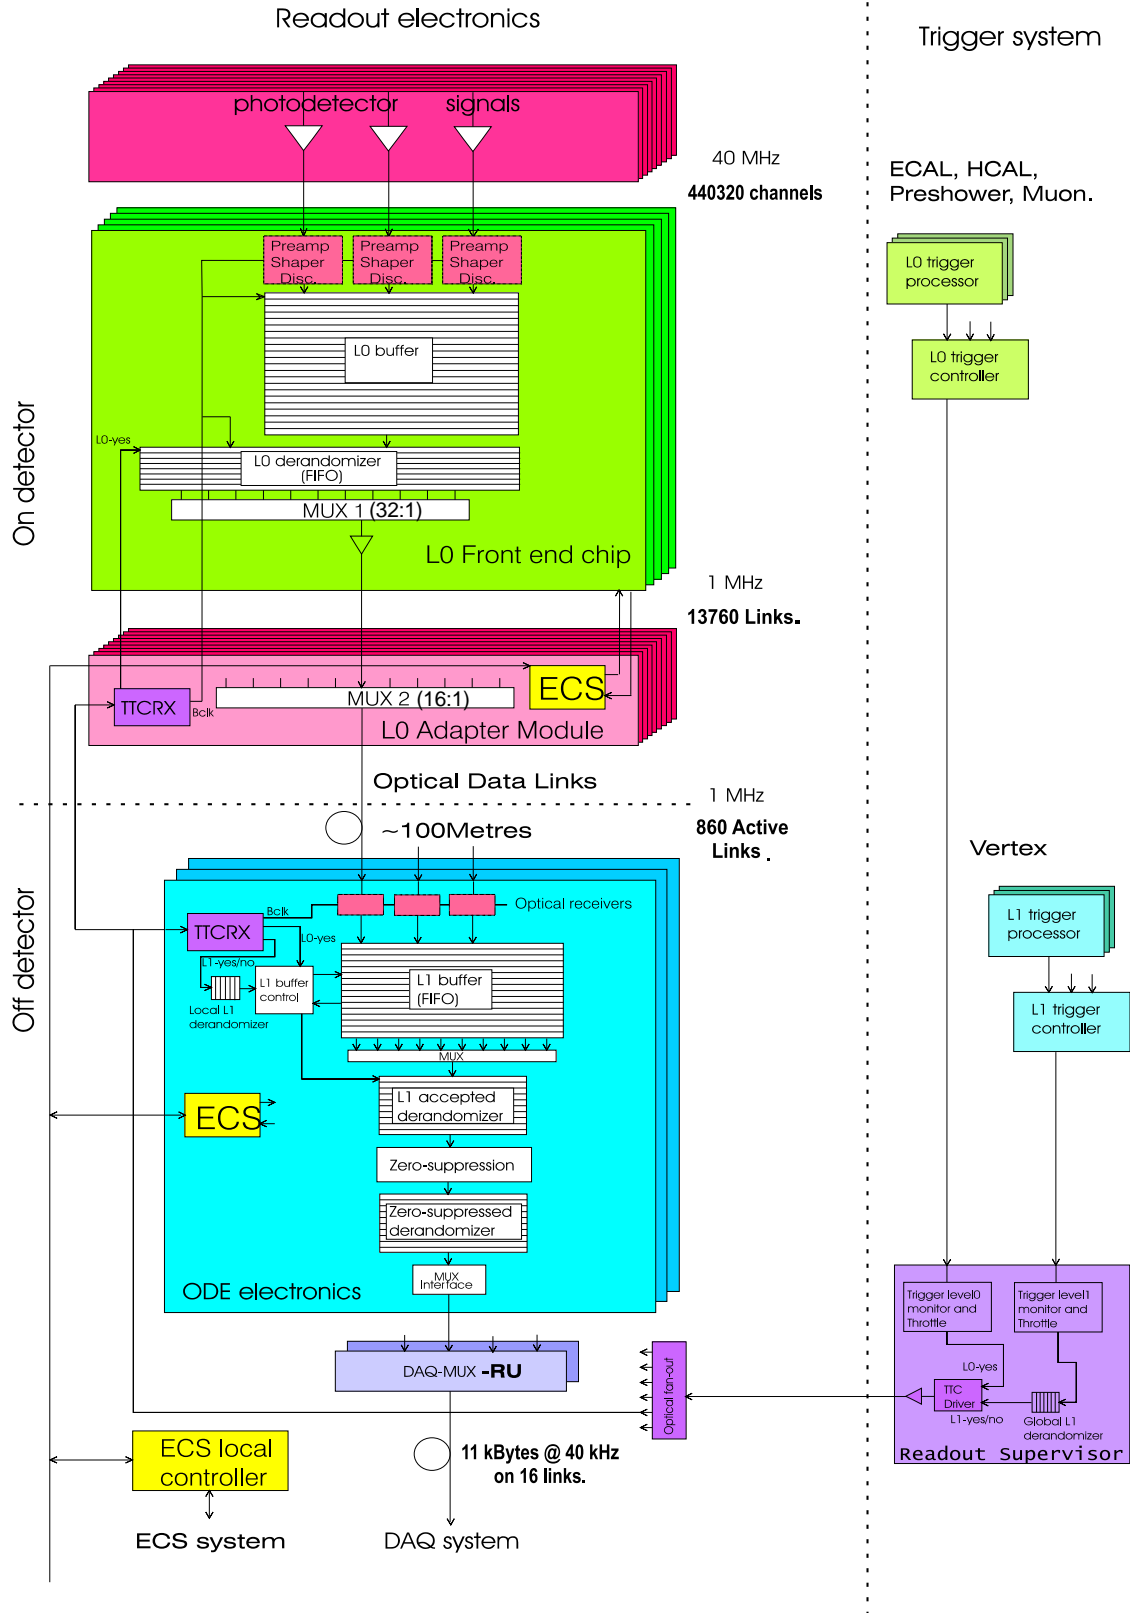 Readout electronics
Trigger system
photodetector signals
40 MHz
440320 channels
ECAL, HCAL,
Preshower, Muon.
Preamp
Shaper
Disc.
Preamp
Shaper
Disc.
Preamp
Shaper
Disc.
L0 trigger
processor
L0 buffer
L0 trigger
controller
On detector
L0-yes
L0 derandomizer
(FIFO)
MUX 1 (32:1)
L0 Front end chip
1 MHz
13760 Links.
ECS
TTCRX
Bclk
MUX 2 (16:1)
L0 Adapter Module
Optical Data Links
1 MHz
~100Metres
860 Active
Links .
Vertex
Off detector
Bclk
Optical receivers
TTCRX
L0-yes
L1-yes/no
L1 trigger
processor
L1 buffer
control
L1 buffer
(FIFO)
Local L1
derandomizer
L1 trigger
controller
MUX
ECS
L1 accepted
derandomizer
Zero-suppression
Zero-suppressed
derandomizer
MUX
Interface
ODE electronics
Trigger level0
monitor and
Throttle
Trigger level1
monitor and
Throttle
DAQ-MUX -RU
Optical fan-out
L0-yes
TTC
Driver
L1-yes/no
Global L1
derandomizer
Readout Supervisor
ECS local
controller
11 kBytes @ 40 kHz
on 16 links.
ECS system
DAQ system